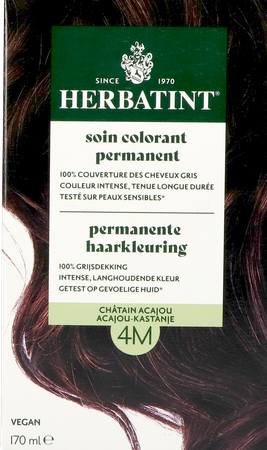 SINCE 1970
HERBATINT®
soin colorant
permanent
100% COUVERTURE DES CHEVEUX GRIS
COULEUR INTENSE, TENUE LONGUE DURÉE
TESTÉ SUR PEAUX SENSIBLES*
permanente
haarkleuring
100% GRIJSDEKKING
INTENSE, LANGHOUDENDE KLEUR
GETEST OP GEVOELIGE HUID*
CHÂTAIN ACAJOU
ACAJOU-KASTANJE
4M
VEGAN
170 ml ℮